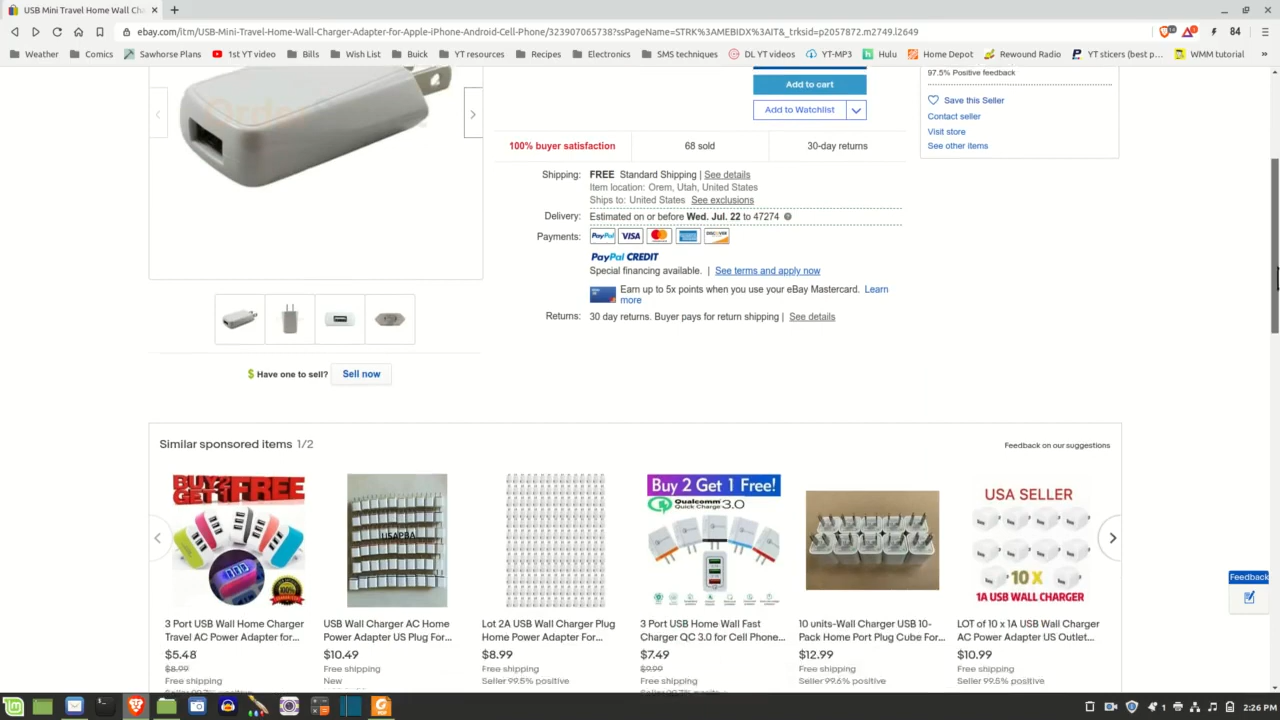 USB Mini Travel Home Wall Ch
ebay.com/itm/USB-Mini-Travel-Home-Wall-Charger-Adapter-for-Apple-iPhone-Android-Cell-Phone/323907065738?ssPageName=STRK%3AMEBIDX%3AIT&_trksid=p2057872.m2749.l2649
84
Weather Comics Sawhorse Plans 1st YT video Bills Wish List Buick YT resources Recipes Electronics SMS techniques DL YT videos YT-MP3 Hulu Home Depot Rewound Radio YT sticers (best p... WMM tutorial
97.5% Positive feedback
Add to cart
Save this Seller
Add to Watchlist
Contact seller
Visit store
See other items
100% buyer satisfaction 68 sold 30-day returns
Shipping: FREE Standard Shipping | See details
Item location: Orem, Utah, United States
Ships to: United States See exclusions
Delivery: Estimated on or before Wed. Jul. 22 to 47274
Payments: PayPal VISA DISCOVER
PayPal CREDIT
Special financing available. | See terms and apply now
Earn up to 5x points when you use your eBay Mastercard. Learn
more
Returns: 30 day returns. Buyer pays for return shipping | See details
$ Have one to sell? Sell now
Similar sponsored items 1/2
Feedback on our suggestions
BUY 2 GET 1 FREE
USAPBA
Buy 2 Get 1 Free!
Qualcomm
Quick Charge 3.0
USA SELLER
10 X
1A USB WALL CHARGER
Feedback
3 Port USB Wall Home Charger
Travel AC Power Adapter for...
$5.48
$8.99
Free shipping
USB Wall Charger AC Home
Power Adapter US Plug For...
$10.49
Free shipping
New
Lot 2A USB Wall Charger Plug
Home Power Adapter For...
$8.99
Free shipping
Seller 99.5% positive
3 Port USB Home Wall Fast
Charger QC 3.0 for Cell Phone...
$7.49
$9.99
Free shipping
10 units-Wall Charger USB 10-
Pack Home Port Plug Cube For...
$12.99
Free shipping
Seller 99.6% positive
LOT of 10 x 1A USB Wall Charger
AC Power Adapter US Outlet...
$10.99
Free shipping
Seller 99.5% positive
1
2:26 PM